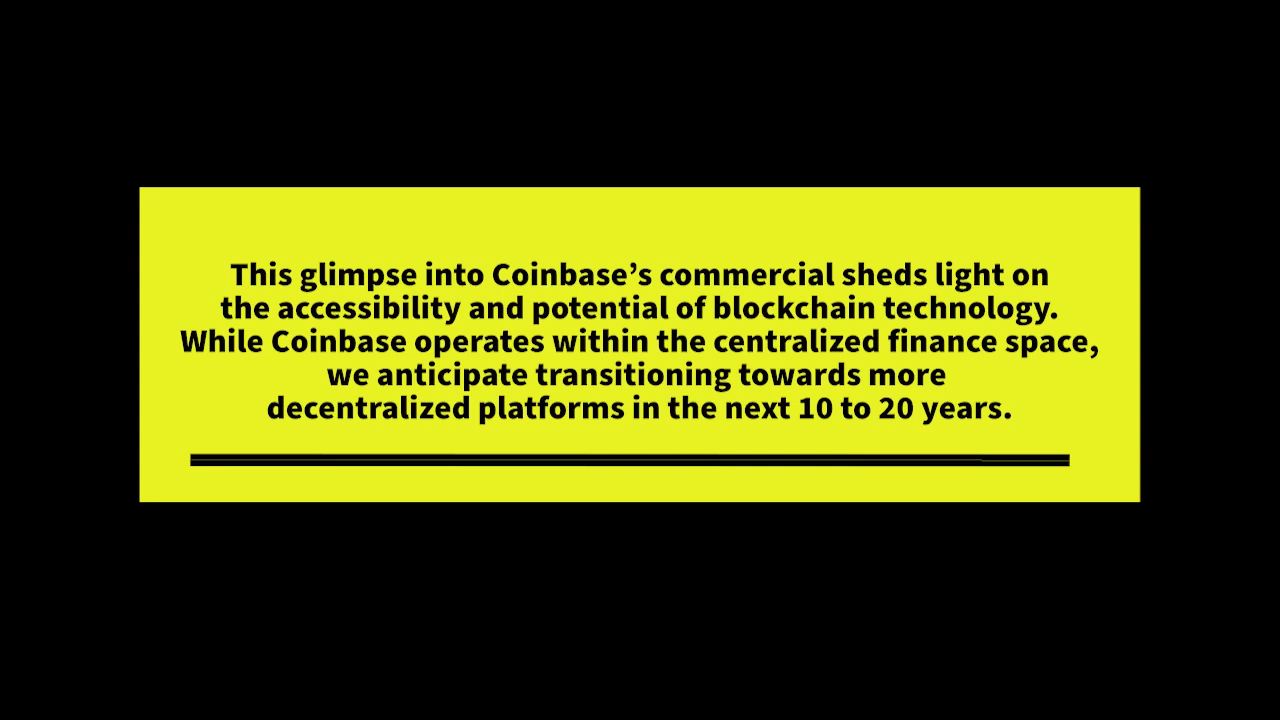 This glimpse into Coinbase’s commercial sheds light on
the accessibility and potential of blockchain technology.
While Coinbase operates within the centralized finance space,
we anticipate transitioning towards more
decentralized platforms in the next 10 to 20 years.